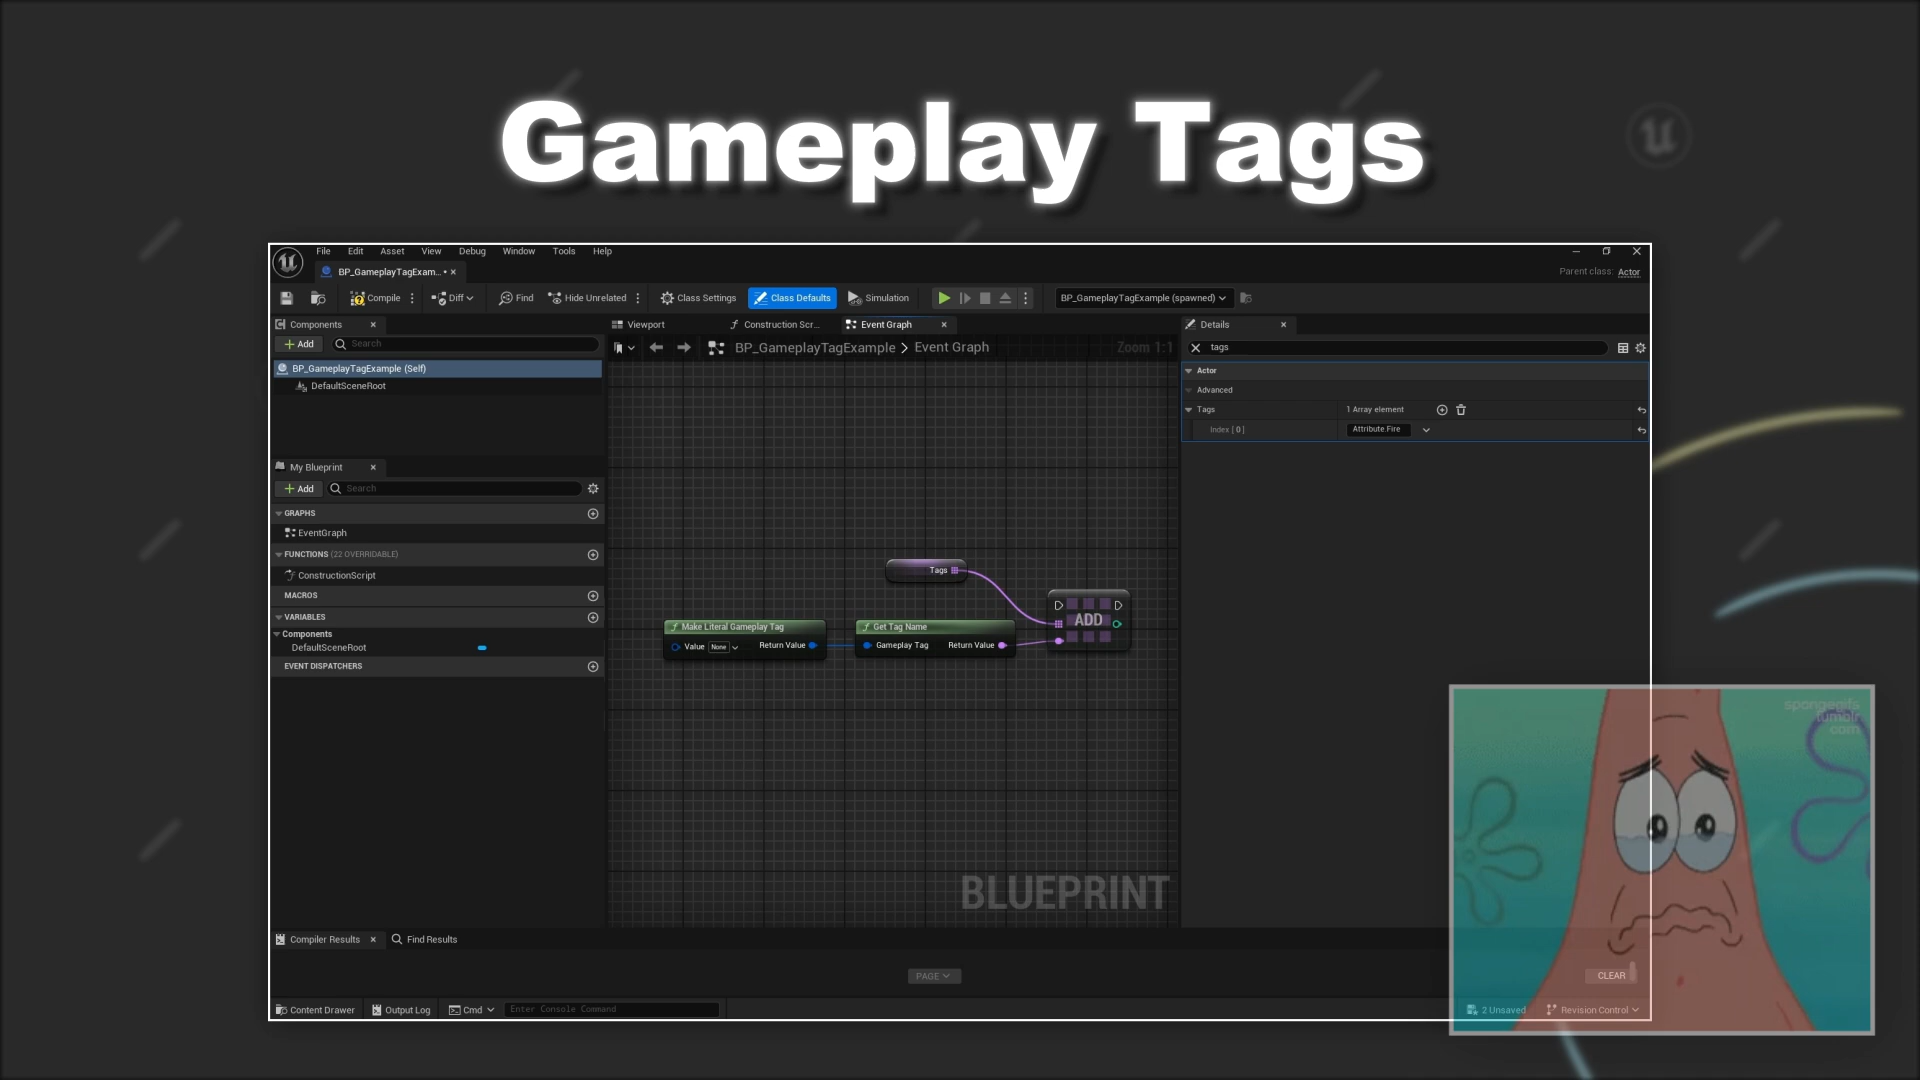 Gameplay Tags
File Edit Asset View Debug Window Tools Help
BP_GameplayTagExam...
Parent class: Actor
Compile Diff Find Hide Unrelated Class Settings Class Defaults Simulation BP_GameplayTagExample (spawned)
Components
Add Search
BP_GameplayTagExample (Self)
DefaultSceneRoot
My Blueprint
Add Search
GRAPHS
EventGraph
FUNCTIONS (22 OVERRIDABLE)
ConstructionScript
MACROS
VARIABLES
Components
DefaultSceneRoot
EVENT DISPATCHERS
Viewport Construction Scr... Event Graph
BP_GameplayTagExample > Event Graph Zoom 1:1
Tags
Make Literal Gameplay Tag
Value None Return Value
Get Tag Name
Gameplay Tag Return Value
ADD
BLUEPRINT
Details
tags
Actor
Advanced
Tags 1 Array element
Index [ 0 ] Attribute.Fire
spongegifs
tumblr
com
Compiler Results Find Results
PAGE
CLEAR
Content Drawer Output Log Cmd Enter Console Command
2 Unsaved Revision Control